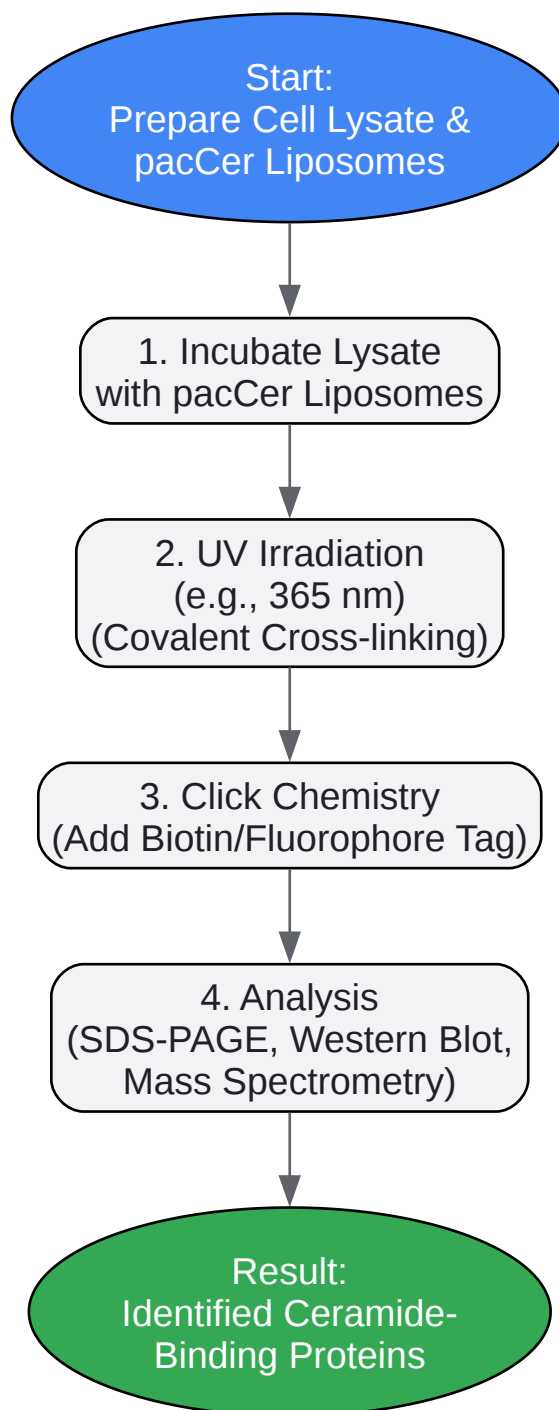 Start:
Prepare Cell Lysate &
pacCer Liposomes
1. Incubate Lysate
with pacCer Liposomes
2. UV Irradiation
(e.g., 365 nm)
(Covalent Cross-linking)
3. Click Chemistry
(Add Biotin/Fluorophore Tag)
4. Analysis
(SDS-PAGE, Western Blot,
Mass Spectrometry)
Result:
Identified Ceramide-
Binding Proteins